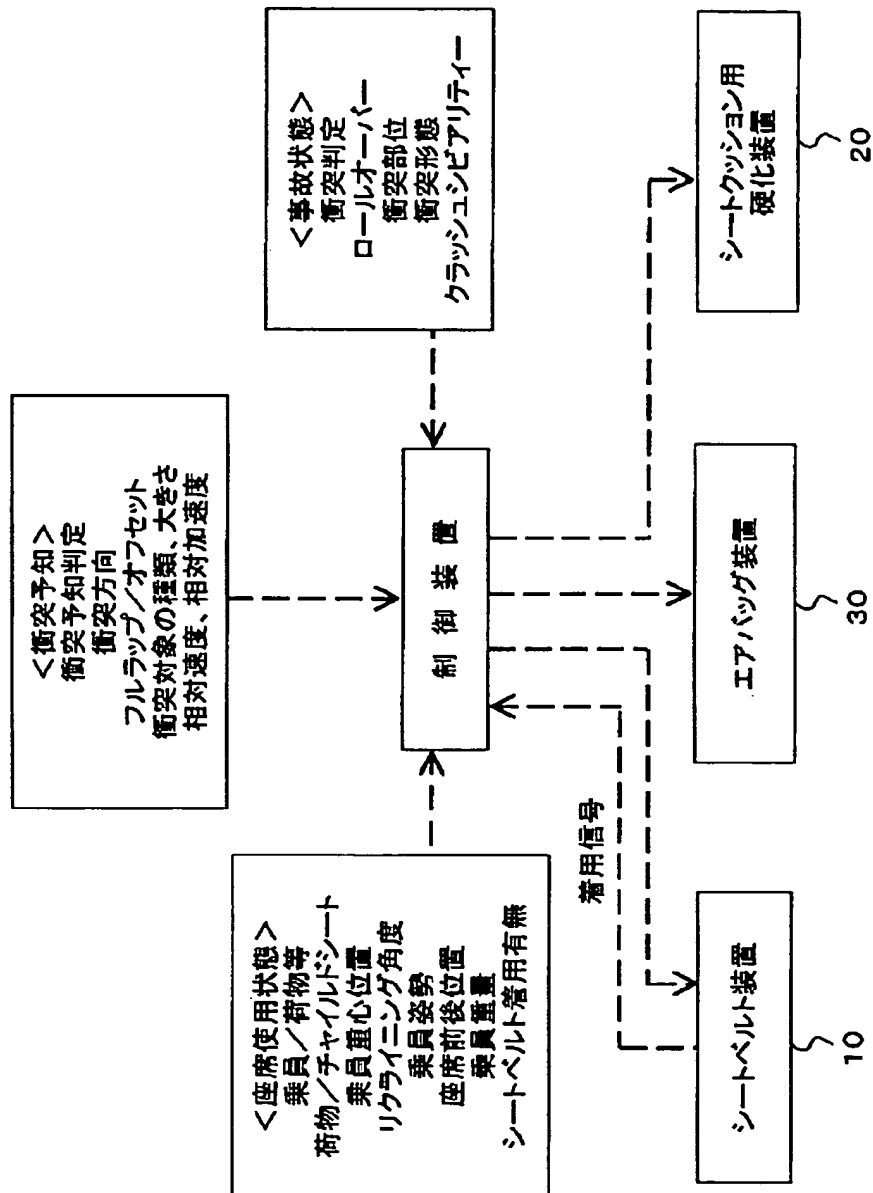 <衝突予知>
衝突予知判定
衝突方向
フルラップ/オフセット
衝突対象の種類、大きさ
相対速度、相対加速度
<座席使用状態>
乗員/荷物等
荷物/チャイルドシート
乗員重心位置
リクライニング角度
乗員姿勢
座席前後位置
乗員重量
シートベルト着用有無
制御装置
<事故状態>
衝突判定
ロールオーバー
衝突部位
衝突形態
クラッシュシビアリティー
着用信号
シートベルト装置
10
エアバッグ装置
30
シートクッション用
硬化装置
20